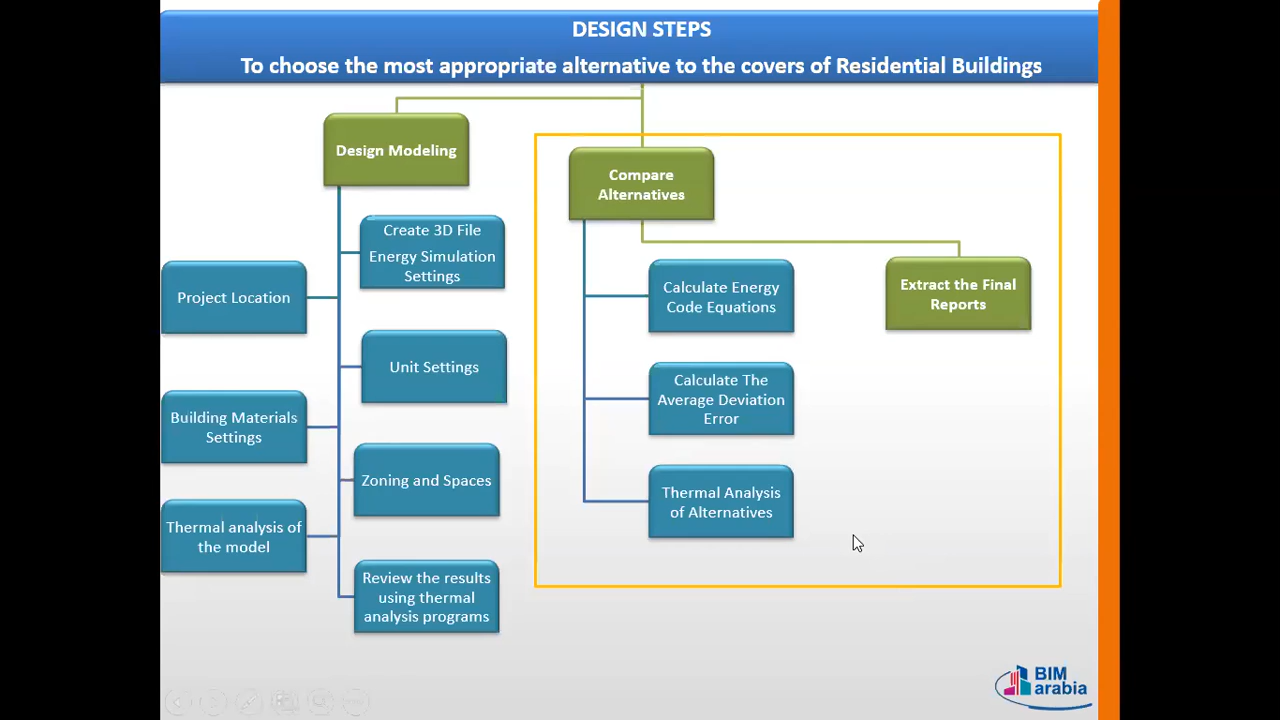 DESIGN STEPS
To choose the most appropriate alternative to the covers of Residential Buildings
Design Modeling
Create 3D File
Energy Simulation
Settings
Project Location
Unit Settings
Building Materials
Settings
Zoning and Spaces
Thermal analysis of
the model
Review the results
using thermal
analysis programs
Compare
Alternatives
Calculate Energy
Code Equations
Calculate The
Average Deviation
Error
Thermal Analysis
of Alternatives
Extract the Final
Reports
BIM
arabia